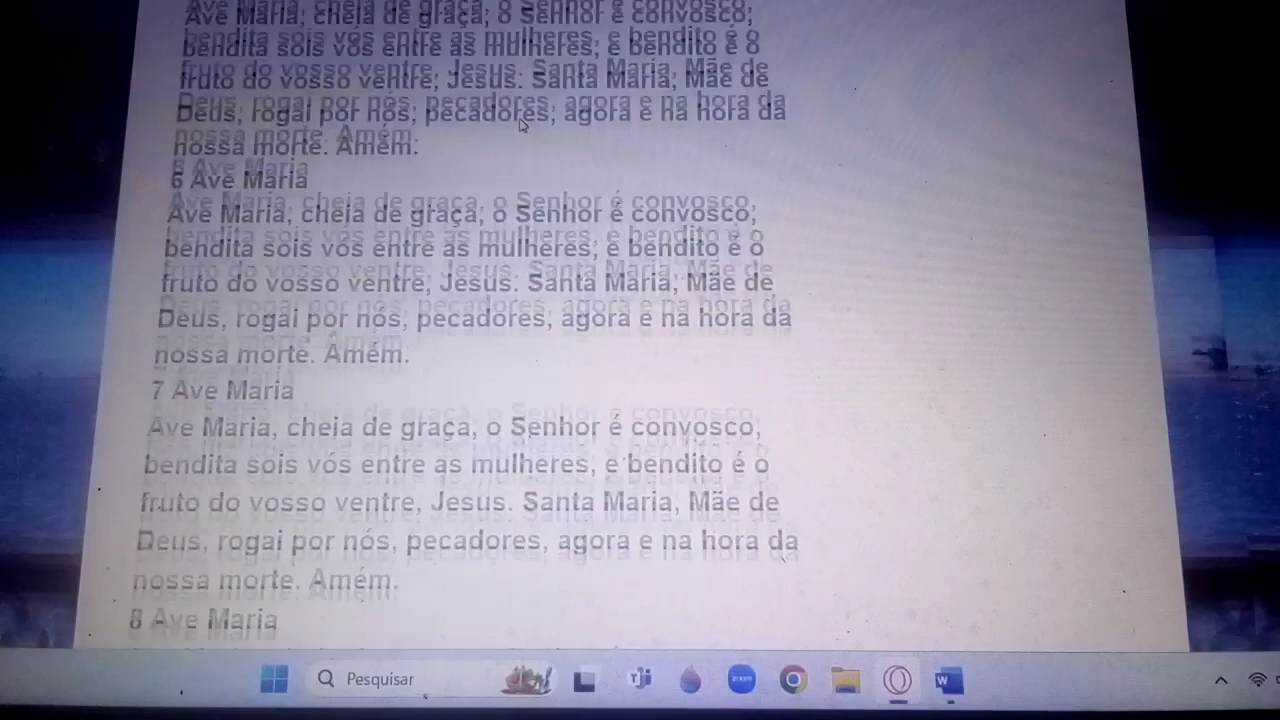 Ave Maria, cheia de graça, o Senhor é convosco,
bendita sois vós entre as mulheres, e bendito é o
fruto do vosso ventre, Jesus. Santa Maria, Mãe de
Deus, rogai por nós, pecadores, agora e na hora da
nossa morte. Amém.
6 Ave Maria
Ave Maria, cheia de graça, o Senhor é convosco,
bendita sois vós entre as mulheres, e bendito é o
fruto do vosso ventre, Jesus. Santa Maria, Mãe de
Deus, rogai por nós, pecadores, agora e na hora da
nossa morte. Amém.
7 Ave Maria
Ave Maria, cheia de graça, o Senhor é convosco,
bendita sois vós entre as mulheres, e bendito é o
fruto do vosso ventre, Jesus. Santa Maria, Mãe de
Deus, rogai por nós, pecadores, agora e na hora da
nossa morte. Amém.
8 Ave Maria
Pesquisar
zoom
W